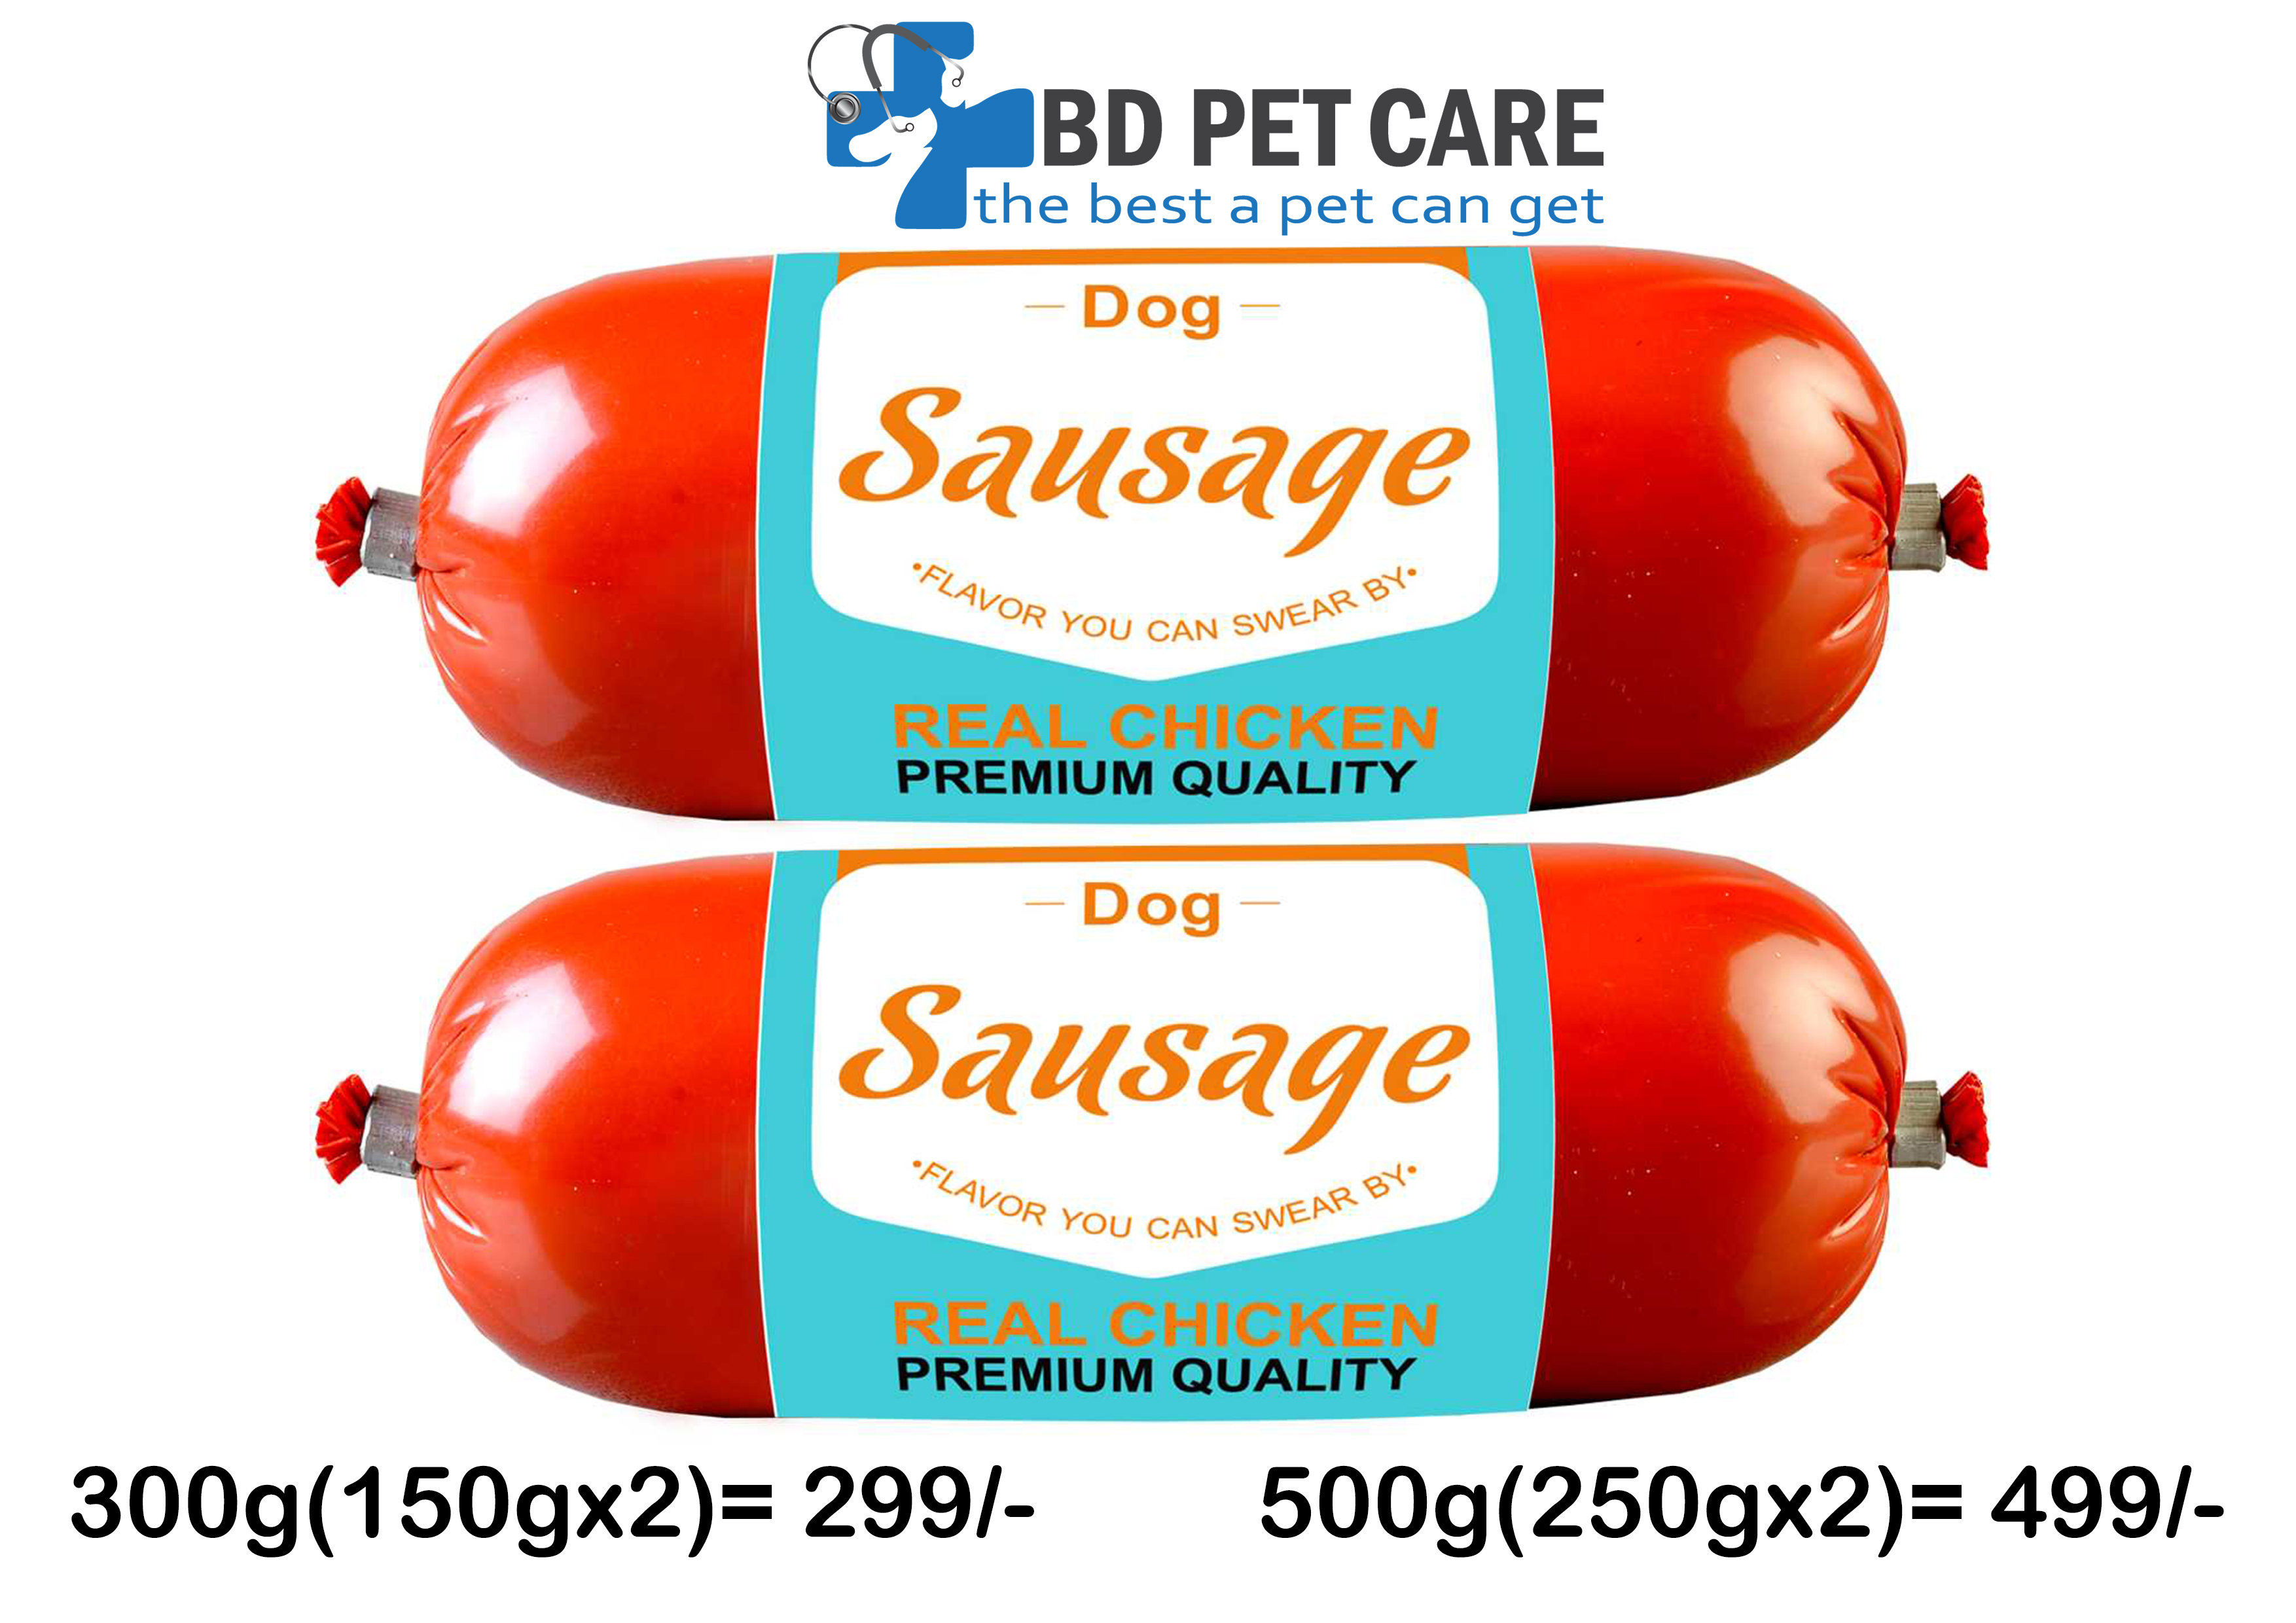 BD PET CARE
the best a pet can get
Dog
Sausage
•FLAVOR YOU CAN SWEAR BY•
REAL CHICKEN
PREMIUM QUALITY
Dog
Sausage
•FLAVOR YOU CAN SWEAR BY•
REAL CHICKEN
PREMIUM QUALITY
300g(150gx2)= 299/-
500g(250gx2)= 499/-